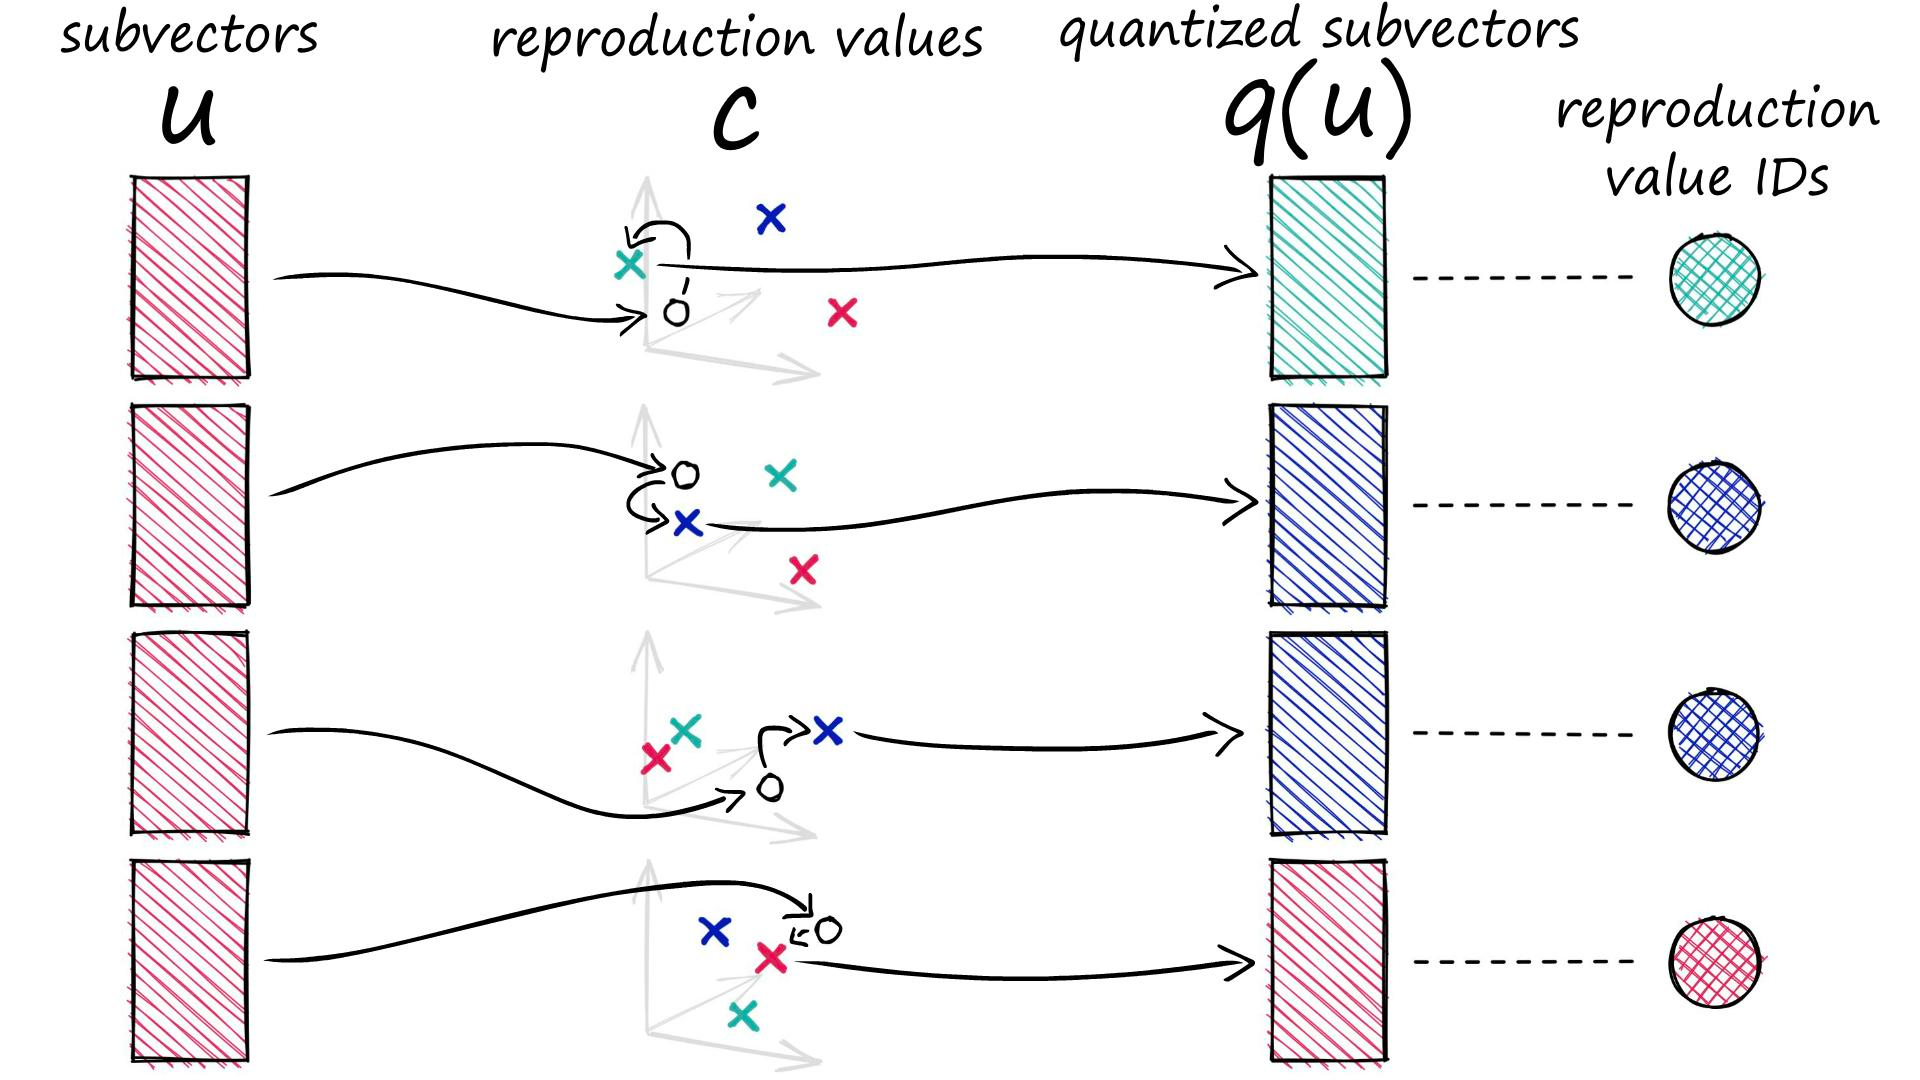 subvectors
u
reproduction values
c
quantized subvectors
q(u)
reproduction
value IDs